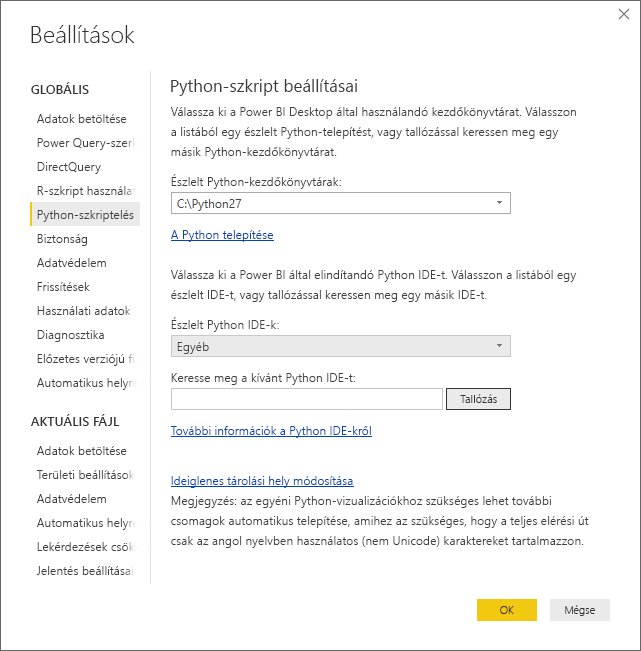 Beállítások
GLOBÁLIS
Adatok betöltése
Power Query-szer
DirectQuery
R-szkript használat
Python-szkriptelés
Biztonság
Adatvédelem
Frissítések
Használati adatok
Diagnosztika
Előzetes verziójú f
Automatikus helyre
AKTUÁLIS FÁJL
Adatok betöltése
Területi beállítások
Adatvédelem
Automatikus helyre
Lekérdezések csök
Jelentés beállításai
Python-szkript beállításai
Válassza ki a Power BI Desktop által használandó kezdőkönyvtárat. Válasszon
a listából egy észlelt Python-telepítést, vagy tallózással keressen meg egy
másik Python-kezdőkönyvtárat.
Észlelt Python-kezdőkönyvtárak:
C:\Python27
A Python telepítése
Válassza ki a Power BI által elindítandó Python IDE-t. Válasszon a listából egy
észlelt IDE-t, vagy tallózással keressen meg egy másik IDE-t.
Észlelt Python IDE-k:
Egyéb
Keresse meg a kívánt Python IDE-t:
Tallózás
További információk a Python IDE-kről
Ideiglenes tárolási hely módosítása
Megjegyzés: az egyéni Python-vizualizációkhoz szükséges lehet további
csomagok automatikus telepítése, amihez az szükséges, hogy a teljes elérési út
csak az angol nyelvben használatos (nem Unicode) karaktereket tartalmazzon.
OK
Mégse